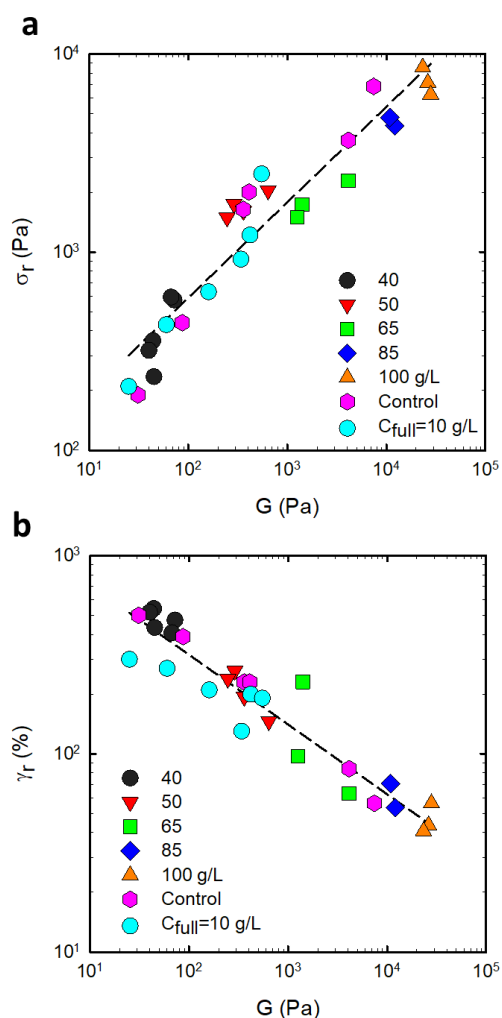 a
10⁴
10³
10²
σr (Pa)
40
50
65
85
100 g/L
Control
Cfull=10 g/L
10¹ 10² 10³ 10⁴ 10⁵
G (Pa)
b
10³
10²
10¹
γr (%)
40
50
65
85
100 g/L
Control
Cfull=10 g/L
10¹ 10² 10³ 10⁴ 10⁵
G (Pa)